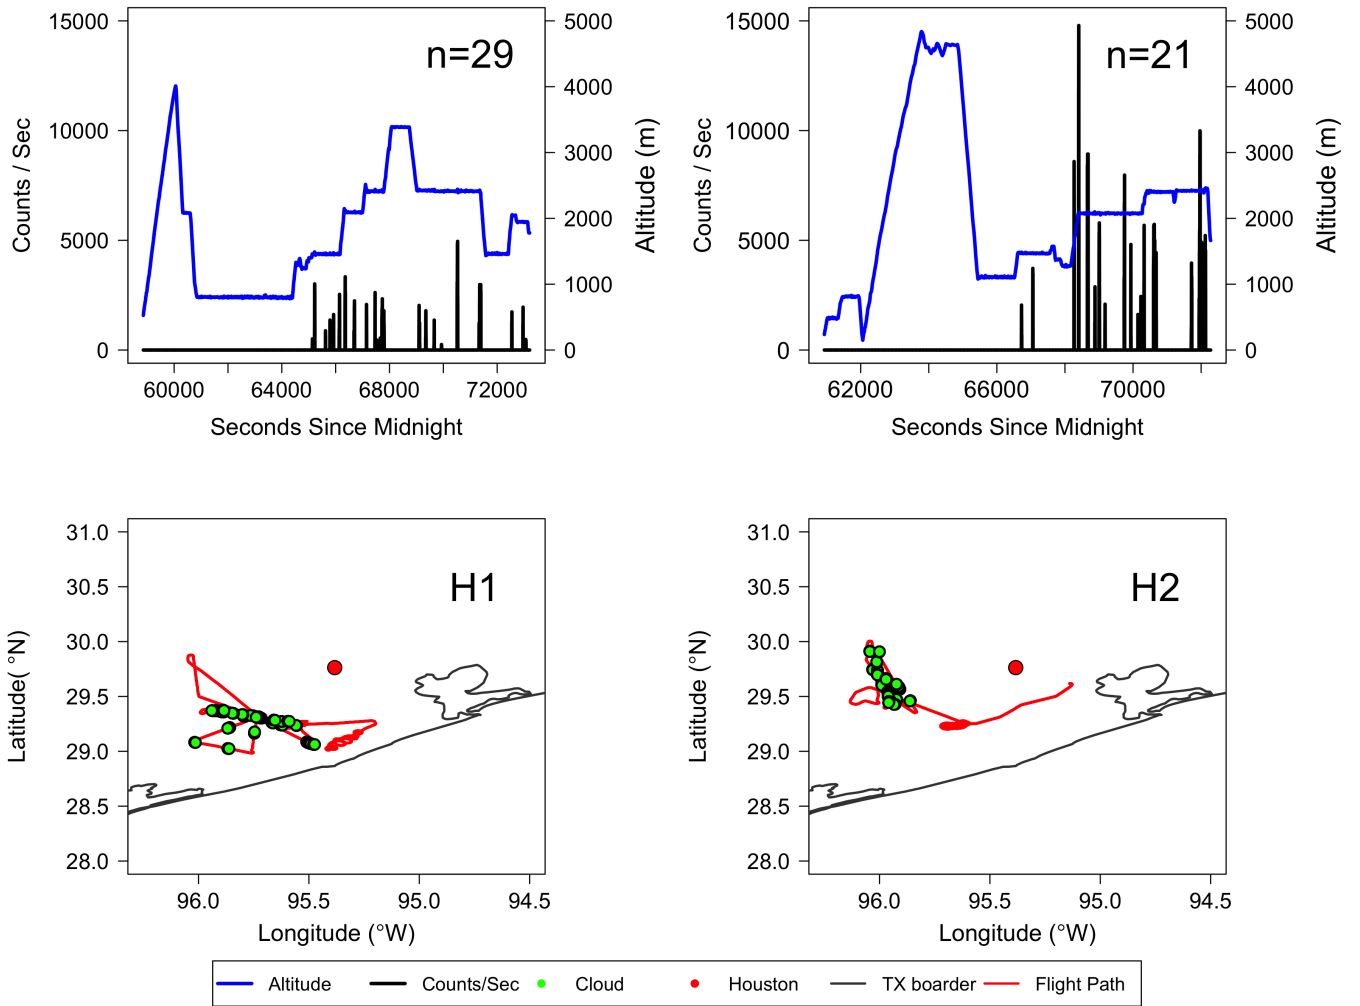 15000
10000
5000
0
Counts / Sec
n=29
5000
4000
3000
2000
1000
0
Altitude (m)
60000 64000 68000 72000
Seconds Since Midnight
15000
10000
5000
0
Counts / Sec
n=21
5000
4000
3000
2000
1000
0
Altitude (m)
62000 66000 70000
Seconds Since Midnight
31.0
30.5
30.0
29.5
29.0
28.5
28.0
Latitude( °N)
H1
96.0 95.5 95.0 94.5
Longitude (°W)
31.0
30.5
30.0
29.5
29.0
28.5
28.0
Latitude (°N)
H2
96.0 95.5 95.0 94.5
Longitude (°W)
Altitude Counts/Sec Cloud Houston TX boarder Flight Path